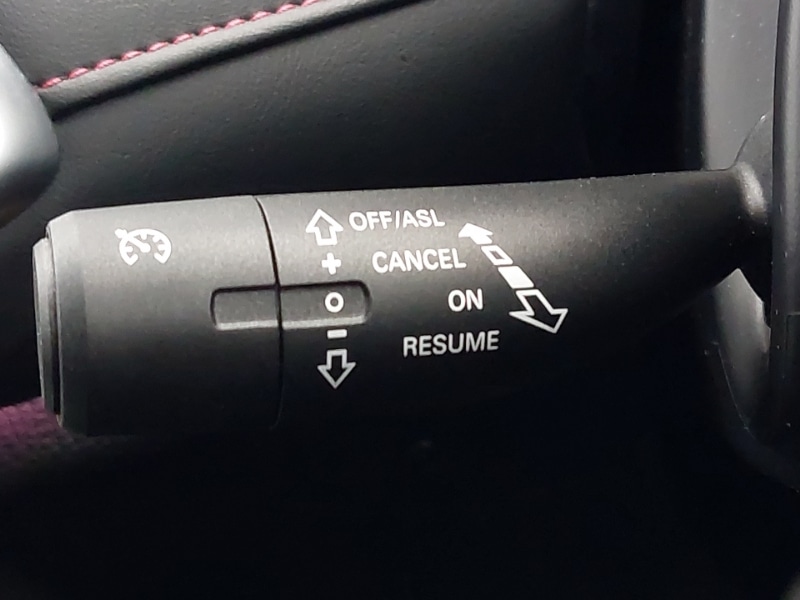 OFF/ASL
+ CANCEL
O ON
- RESUME